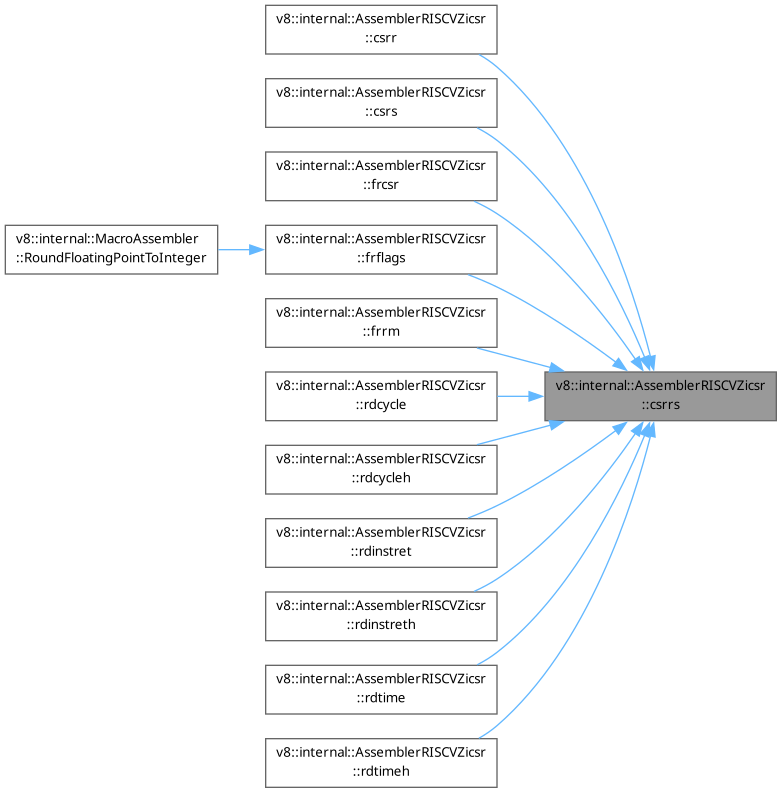 v8::internal::AssemblerRISCVZicsr
::csrr
v8::internal::AssemblerRISCVZicsr
::csrs
v8::internal::AssemblerRISCVZicsr
::frcsr
v8::internal::MacroAssembler
::RoundFloatingPointToInteger
v8::internal::AssemblerRISCVZicsr
::frflags
v8::internal::AssemblerRISCVZicsr
::frrm
v8::internal::AssemblerRISCVZicsr
::rdcycle
v8::internal::AssemblerRISCVZicsr
::csrrs
v8::internal::AssemblerRISCVZicsr
::rdcycleh
v8::internal::AssemblerRISCVZicsr
::rdinstret
v8::internal::AssemblerRISCVZicsr
::rdinstreth
v8::internal::AssemblerRISCVZicsr
::rdtime
v8::internal::AssemblerRISCVZicsr
::rdtimeh